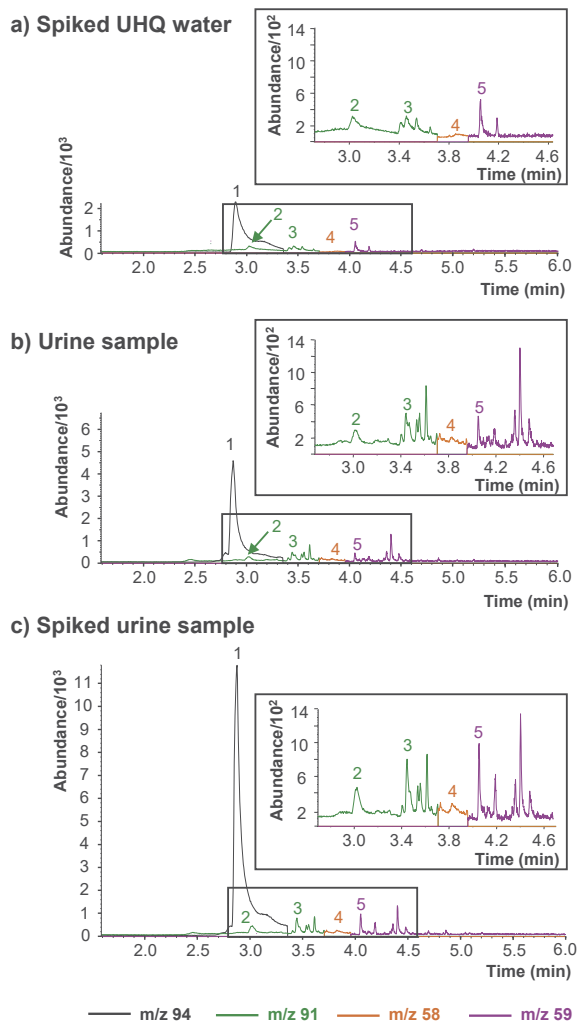 a) Spiked UHQ water
Abundance/10²
14
10
6
2
2
3
4
5
3.0 3.4 3.8 4.2 4.6
Time (min)
Abundance/10³
2
1
0
1
2
3
4
5
2.0 2.5 3.0 3.5 4.0 4.5 5.0 5.5 6.0
Time (min)
b) Urine sample
Abundance/10²
14
10
6
2
2
3
4
5
3.0 3.4 3.8 4.2 4.6
Time (min)
Abundance/10³
6
5
4
3
2
1
0
1
2
3
4
5
2.0 2.5 3.0 3.5 4.0 4.5 5.0 5.5 6.0
Time (min)
c) Spiked urine sample
Abundance/10²
14
10
6
2
2
3
4
5
3.0 3.4 3.8 4.2 4.6
Time (min)
Abundance/10³
11
10
9
8
7
6
5
4
3
2
1
0
1
2
3
4
5
2.0 2.5 3.0 3.5 4.0 4.5 5.0 5.5 6.0
Time (min)
m/z 94 m/z 91 m/z 58 m/z 59